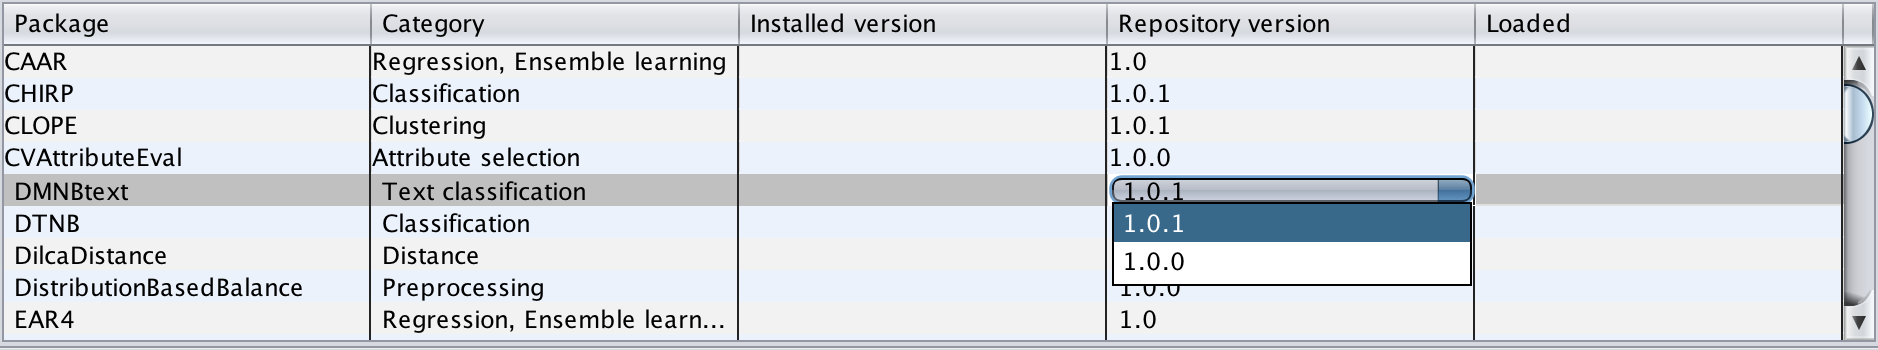 Package Category Installed version Repository version Loaded
CAAR Regression, Ensemble learning 1.0
CHIRP Classification 1.0.1
CLOPE Clustering 1.0.1
CVAttributeEval Attribute selection 1.0.0
DMNBtext Text classification 1.0.1
DTNB Classification 1.0.1
DilcaDistance Distance 1.0.0
DistributionBasedBalance Preprocessing 1.0.0
EAR4 Regression, Ensemble learn... 1.0